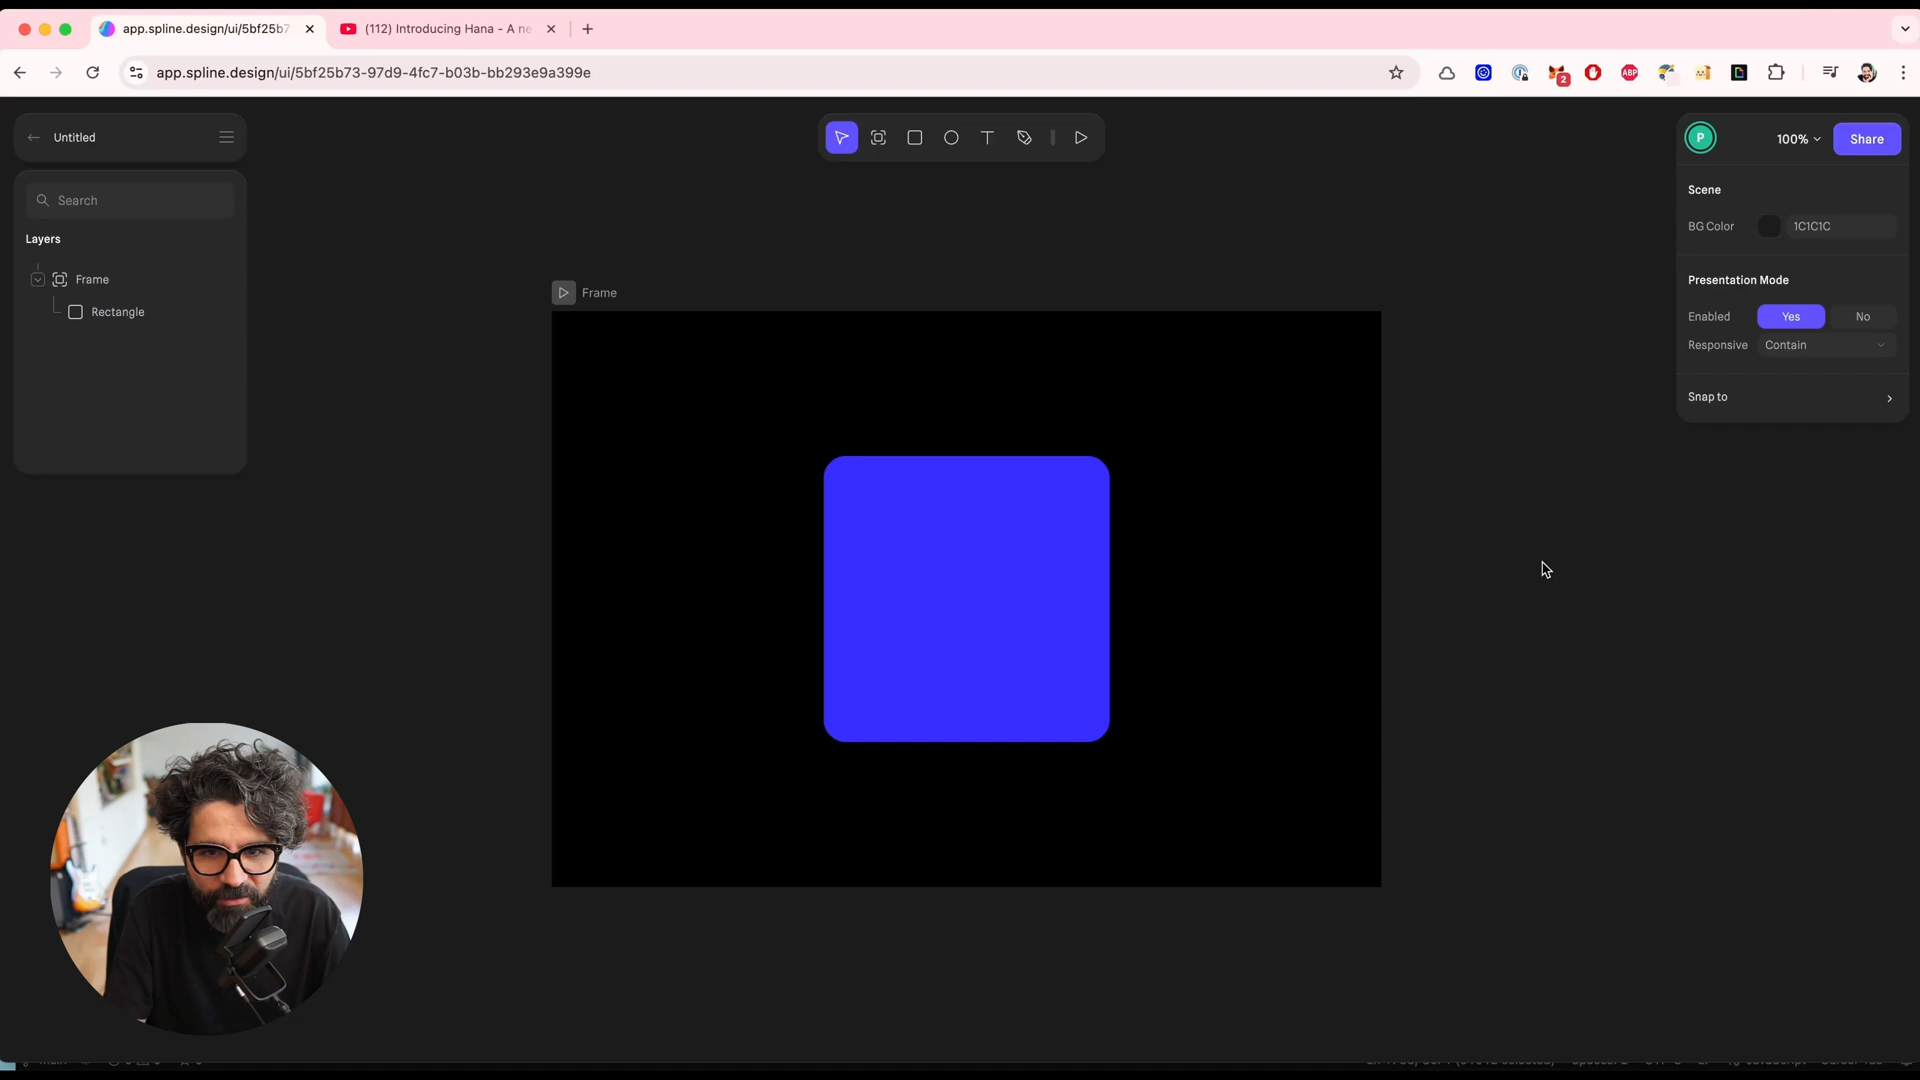 app.spline.design/ui/5bf25b7
(112) Introducing Hana - A ne
app.spline.design/ui/5bf25b73-97d9-4fc7-b03b-bb293e9a399e
2
ABP
Untitled
P
100%
Share
Search
Scene
BG Color
1C1C1C
Layers
Frame
Rectangle
Frame
Presentation Mode
Enabled
Yes
No
Responsive
Contain
Snap to